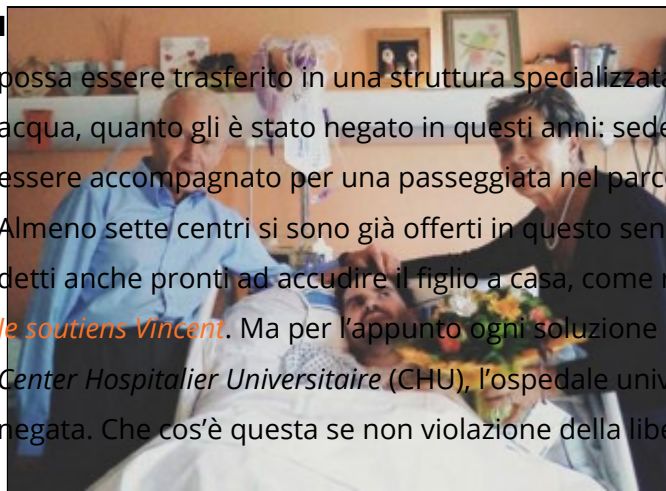 possa essere trasferito in una struttura specializzata
acqua, quanto gli è stato negato in questi anni: sede
essere accompagnato per una passeggiata nel parco
Almeno sette centri si sono già offerti in questo sen
detti anche pronti ad accudire il figlio a casa, come
le soutiens Vincent. Ma per l’appunto ogni soluzione
Center Hospitalier Universitaire (CHU), l’ospedale univ
negata. Che cos’è questa se non violazione della libe